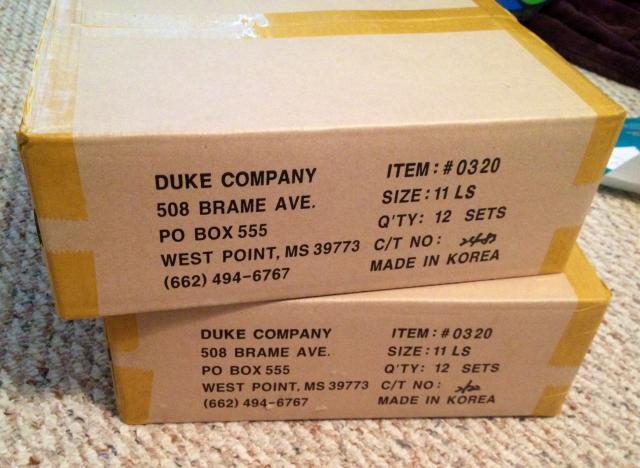 DUKE COMPANY
508 BRAME AVE.
PO BOX 555
WEST POINT, MS 39773
(662) 494-6767
ITEM: #0320
SIZE: 11 LS
Q'TY: 12 SETS
C/T NO:
MADE IN KOREA
DUKE COMPANY
508 BRAME AVE.
PO BOX 555
WEST POINT, MS 39773
(662) 494-6767
ITEM: #0320
SIZE: 11 LS
Q'TY: 12 SETS
C/T NO:
MADE IN KOREA